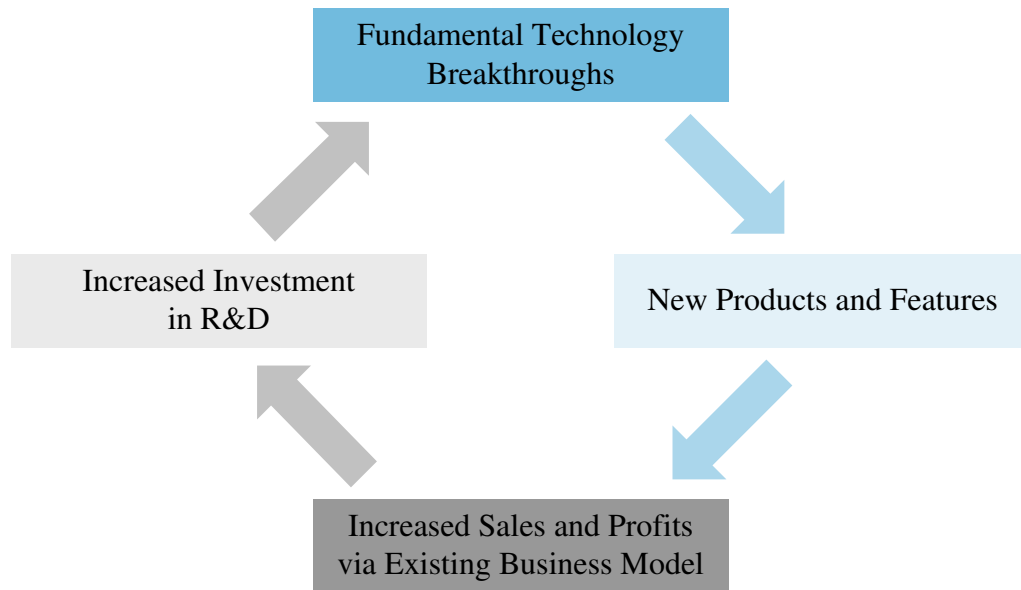 Fundamental Technology
Breakthroughs
Increased Investment
in R&D
New Products and Features
Increased Sales and Profits
via Existing Business Model